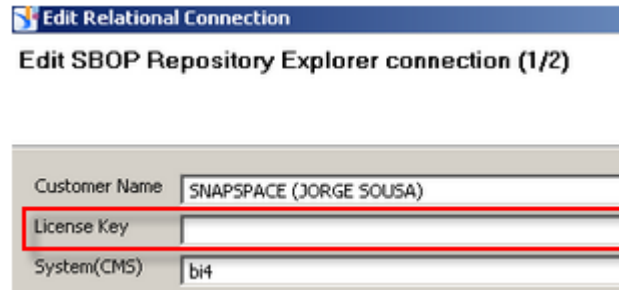 Edit Relational Connection
Edit SBOP Repository Explorer connection (1/2)
Customer Name SNAPSPACE (JORGE SOUSA)
License Key
System(CMS) bi4